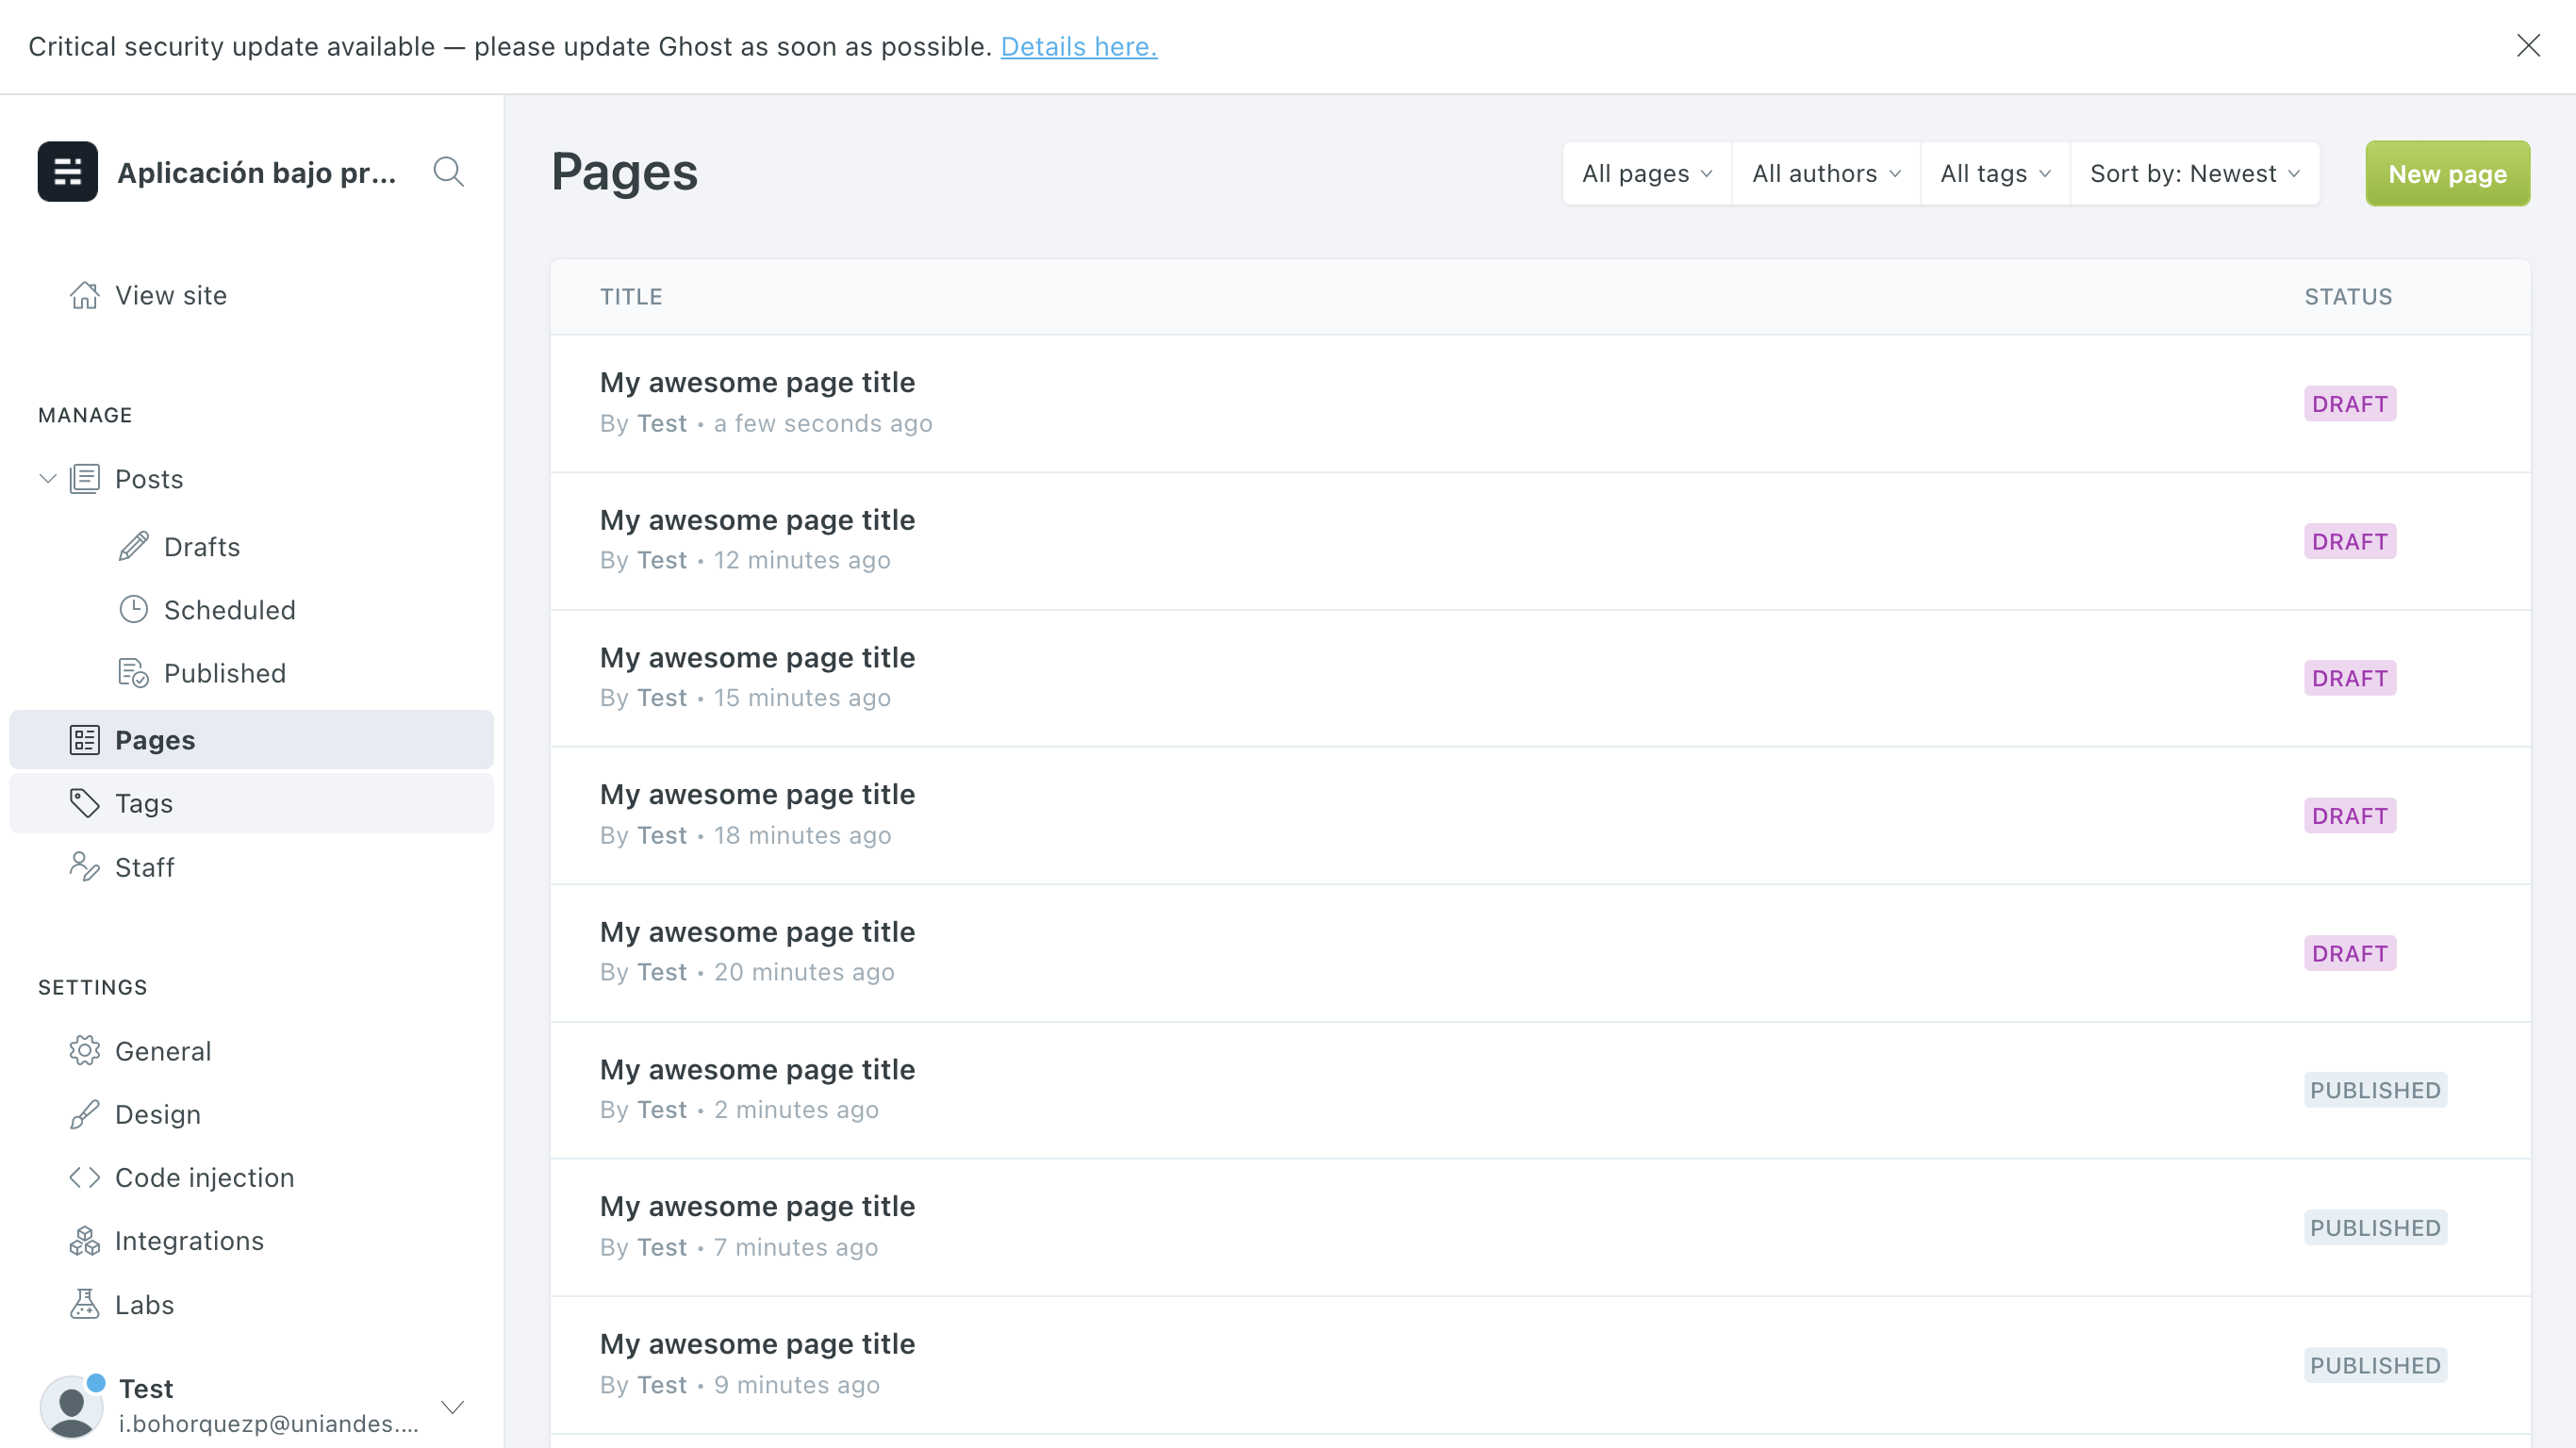 Critical security update available — please update Ghost as soon as possible. Details here.
Aplicación bajo pr...
View site
MANAGE
Posts
Drafts
Scheduled
Published
Pages
Tags
Staff
SETTINGS
General
Design
Code injection
Integrations
Labs
Test
i.bohorquezp@uniandes....
Pages
All pages
All authors
All tags
Sort by: Newest
New page
TITLE
STATUS
My awesome page title
By Test • a few seconds ago
DRAFT
My awesome page title
By Test • 12 minutes ago
DRAFT
My awesome page title
By Test • 15 minutes ago
DRAFT
My awesome page title
By Test • 18 minutes ago
DRAFT
My awesome page title
By Test • 20 minutes ago
DRAFT
My awesome page title
By Test • 2 minutes ago
PUBLISHED
My awesome page title
By Test • 7 minutes ago
PUBLISHED
My awesome page title
By Test • 9 minutes ago
PUBLISHED